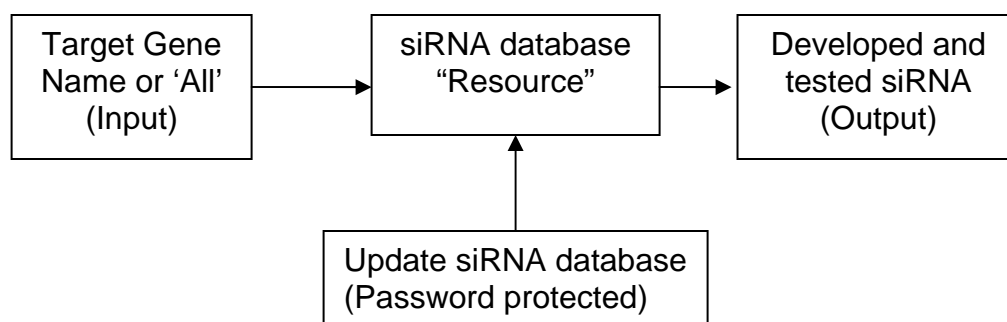 Target Gene
Name or ‘All’
(Input)
siRNA database
“Resource”
Developed and
tested siRNA
(Output)
Update siRNA database
(Password protected)